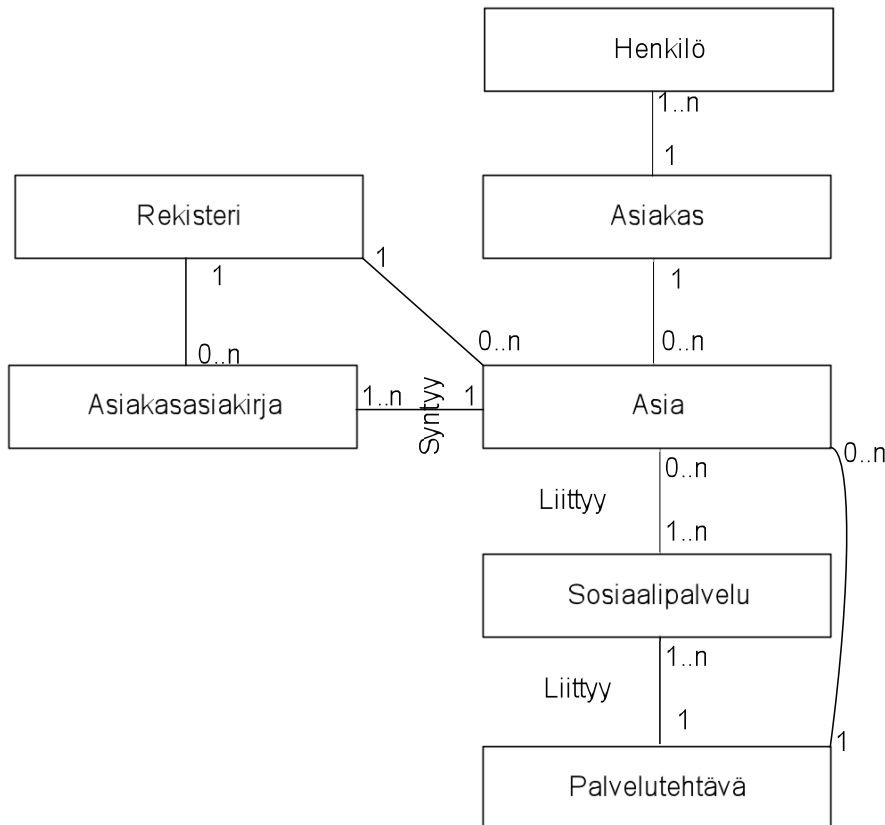 Henkilö
1..n
1
Rekisteri
Asiakas
1
1
1
0..n
0..n
0..n
Asiakasasiakirja
1..n
Syntyy
1
Asia
0..n
0..n
Liittyy
1..n
Sosiaalipalvelu
1..n
Liittyy
1
1
Palvelutehtävä